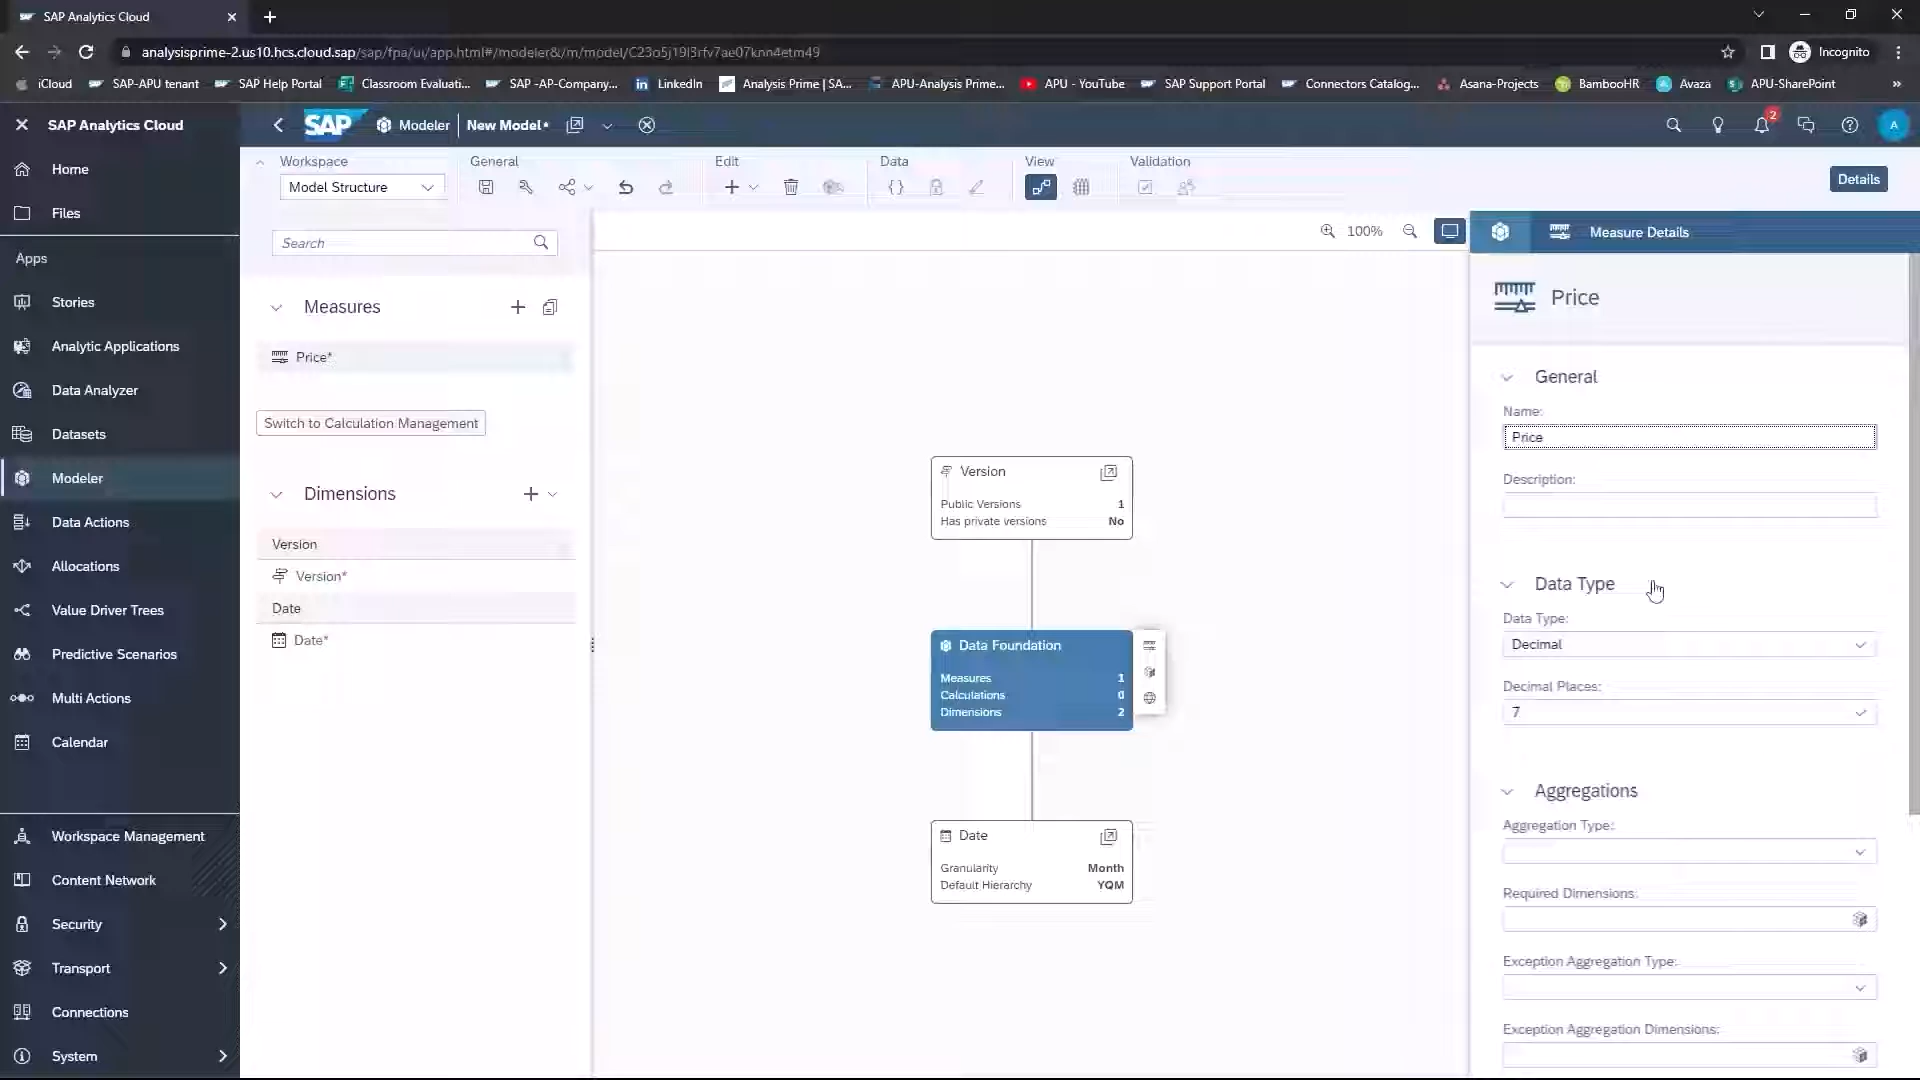 SAP Analytics Cloud
analysisprime-2.us10.hcs.cloud.sap/sap/fpa/ui/app.html#/modeler&/m/model/C23o5j19l3rfv7ae07knn4etm49
Incognito
iCloud
SAP-APU tenant
SAP Help Portal
Classroom Evaluati...
SAP -AP-Company...
LinkedIn
Analysis Prime | SA...
APU-Analysis Prime...
APU - YouTube
SAP Support Portal
Connectors Catalog...
Asana-Projects
BambooHR
Avaza
APU-SharePoint
»
SAP Analytics Cloud
SAP
Modeler
New Model*
2
A
Home
Files
Apps
Stories
Analytic Applications
Data Analyzer
Datasets
Modeler
Data Actions
Allocations
Value Driver Trees
Predictive Scenarios
Multi Actions
Calendar
Workspace Management
Content Network
Security
Transport
Connections
System
Workspace
General
Edit
Data
View
Validation
Model Structure
Details
Search
Measures
Price*
Switch to Calculation Management
Dimensions
Version
Version*
Date
Date*
100%
Version
Public Versions 1
Has private versions No
Data Foundation
Measures 1
Calculations 0
Dimensions 2
Date
Granularity Month
Default Hierarchy YQM
Measure Details
Price
General
Name:
Price
Description:
Data Type
Data Type:
Decimal
Decimal Places:
7
Aggregations
Aggregation Type:
Required Dimensions:
Exception Aggregation Type:
Exception Aggregation Dimensions: